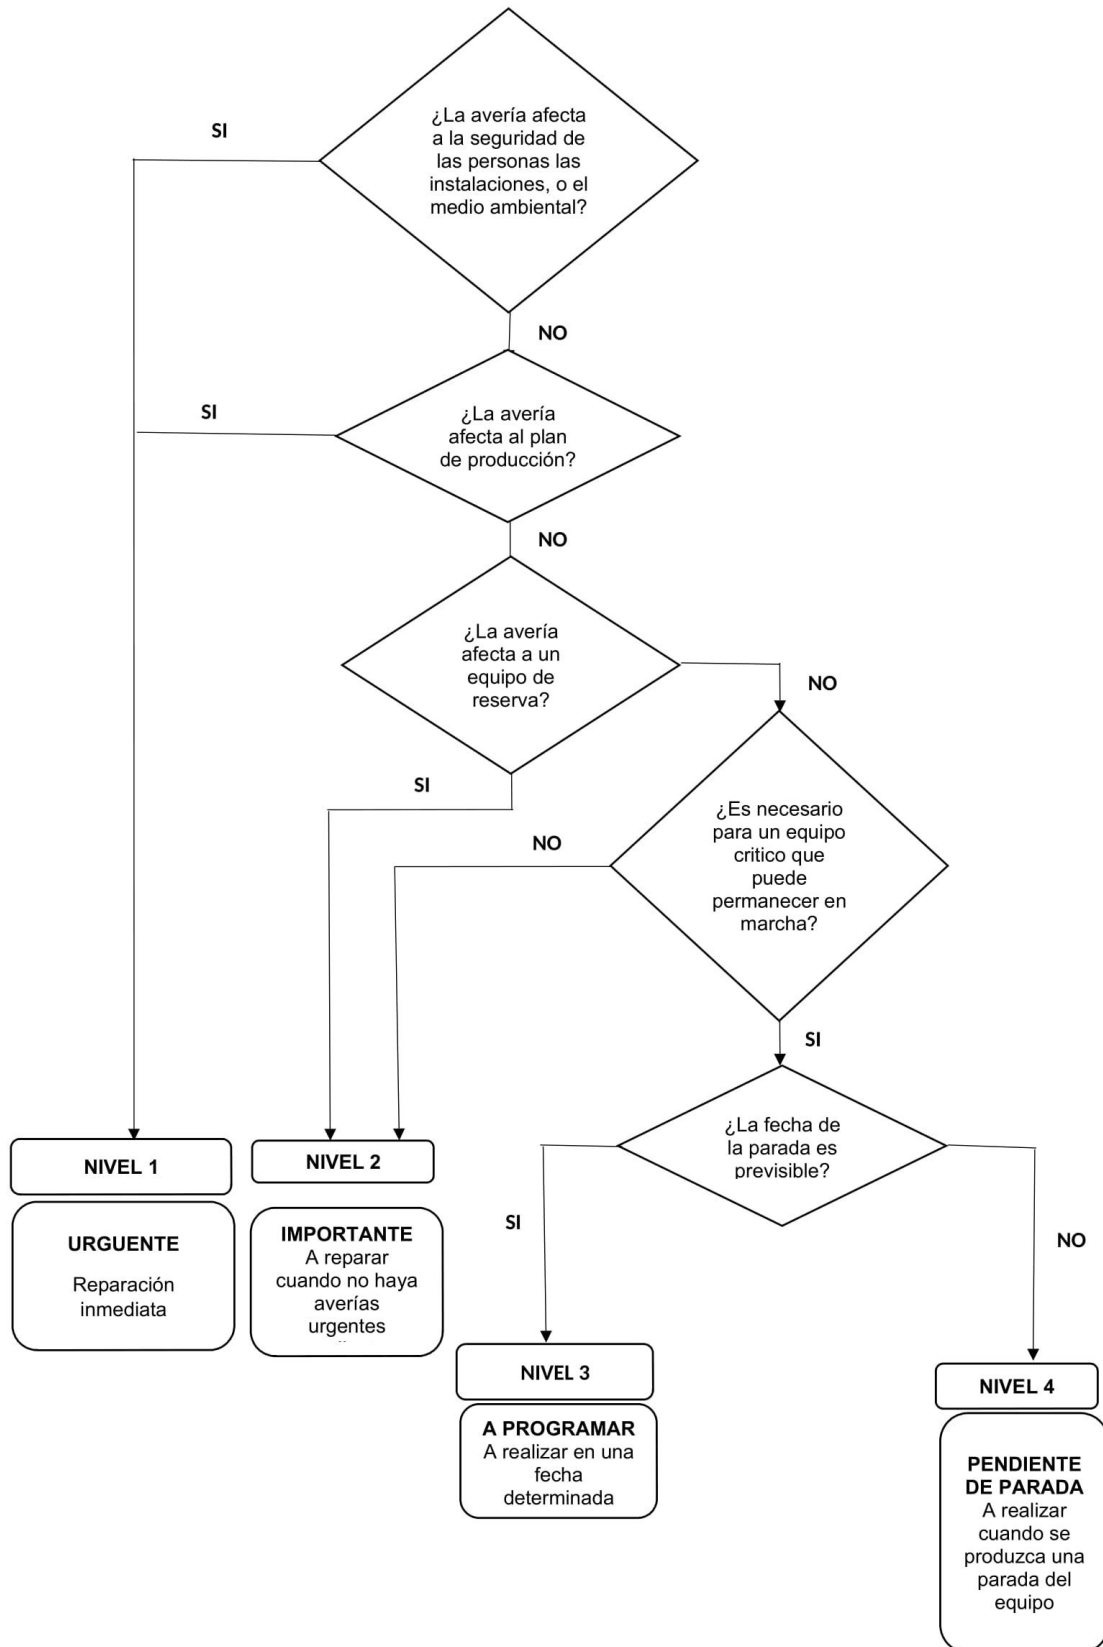 ¿La avería afecta
a la seguridad de
las personas las
instalaciones, o el
medio ambiental?
SI
NO
¿La avería
afecta al plan
de producción?
SI
NO
¿La avería
afecta a un
equipo de
reserva?
NO
SI
¿Es necesario
para un equipo
critico que
puede
permanecer en
marcha?
NO
SI
¿La fecha de
la parada es
previsible?
SI
NO
NIVEL 1
URGUENTE
Reparación
inmediata
NIVEL 2
IMPORTANTE
A reparar
cuando no haya
averías
urgentes
NIVEL 3
A PROGRAMAR
A realizar en una
fecha
determinada
NIVEL 4
PENDIENTE
DE PARADA
A realizar
cuando se
produzca una
parada del
equipo